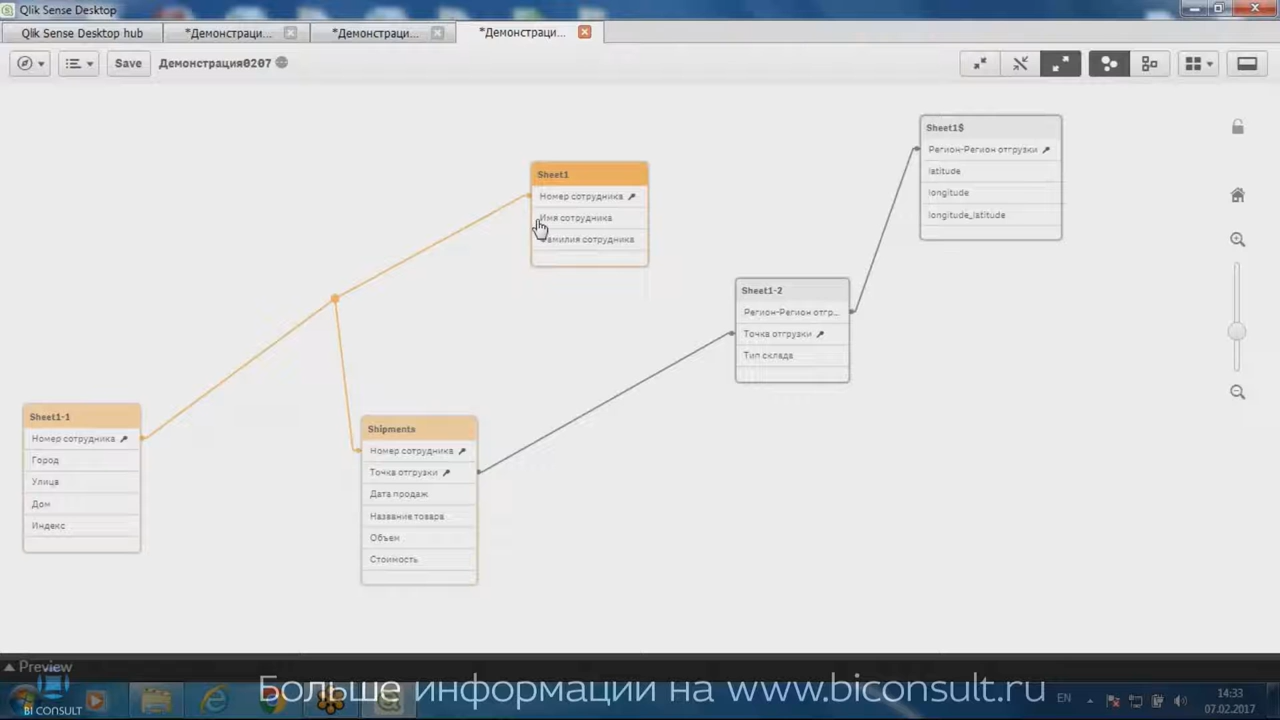 Qlik Sense Desktop
Qlik Sense Desktop hub
*Демонстраци...
*Демонстраци...
*Демонстраци...
Save
Демонстрация0207
Sheet1$
Регион-Регион отгрузки
latitude
longitude
longitude_latitude
Sheet1
Номер сотрудника
Имя сотрудника
Фамилия сотрудника
Sheet1-2
Регион-Регион отгр...
Точка отгрузки
Тип склада
Sheet1-1
Номер сотрудника
Город
Улица
Дом
Индекс
Shipments
Номер сотрудника
Точка отгрузки
Дата продаж
Название товара
Объем
Стоимость
Preview
Больше информации на www.biconsult.ru
BI CONSULT
EN
14:33
07.02.2017